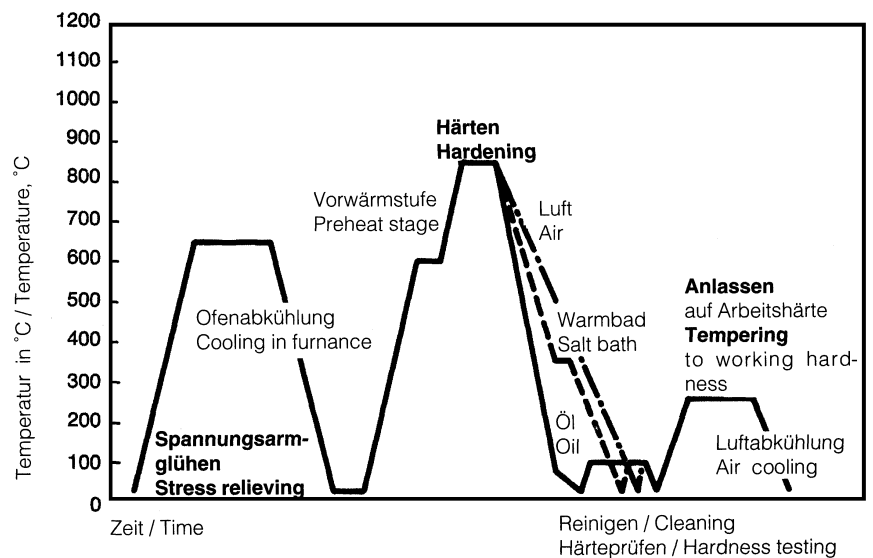 1200
1100
1000
900
800
700
600
500
400
300
200
100
0
Temperatur in °C / Temperature, °C
Härten
Hardening
Vorwärmstufe
Preheat stage
Luft
Air
Ofenabkühlung
Cooling in furnance
Warmbad
Salt bath
Anlassen
auf Arbeitshärte
Tempering
to working hard-
ness
Öl
Oil
Spannungsarm-
glühen
Stress relieving
Luftabkühlung
Air cooling
Zeit / Time
Reinigen / Cleaning
Härteprüfen / Hardness testing